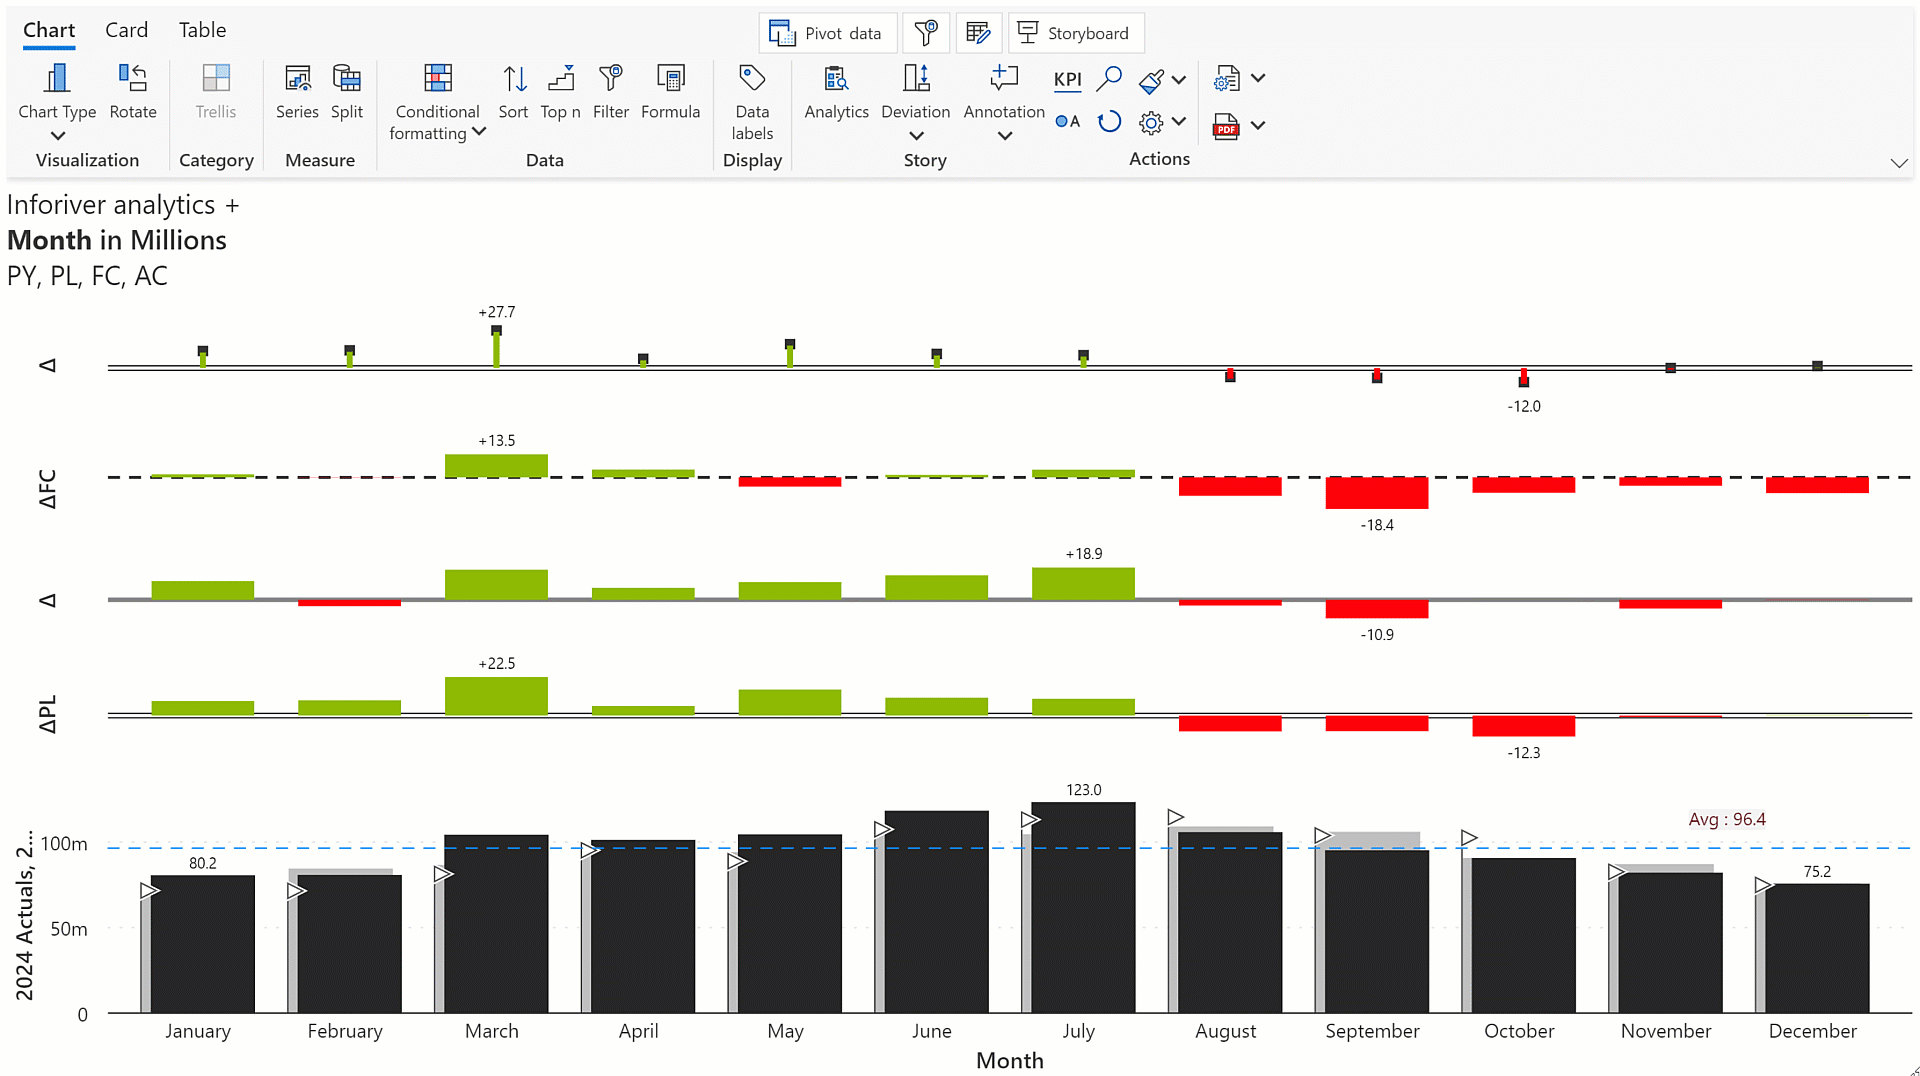 Chart Card Table
Pivot data Storyboard
Chart Type Rotate Trellis Series Split Conditional formatting Sort Top n Filter Formula Data labels Analytics Deviation Annotation KPI
A PDF
Visualization Category Measure Data Display Story Actions
Inforiver analytics +
Month in Millions
PY, PL, FC, AC
+27.7
Δ
-12.0
+13.5
ΔFC
-18.4
+18.9
Δ
-10.9
+22.5
ΔPL
-12.3
123.0
Avg : 96.4
2024 Actuals, 2...
100m
80.2
75.2
50m
0
January February March April May June July August September October November December
Month